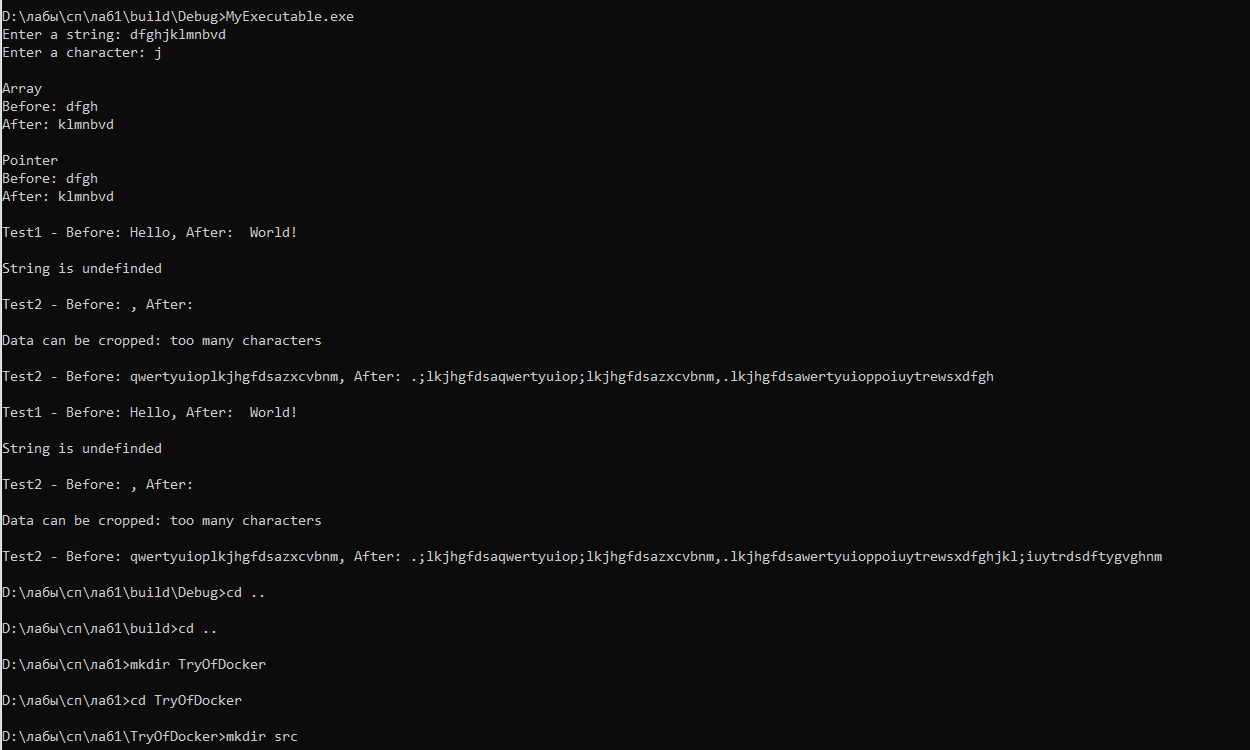 D:\лабы\сп\лаб1\build\Debug>MyExecutable.exe
Enter a string: dfghjklmnbvd
Enter a character: j
Array
Before: dfgh
After: klmnbvd
Pointer
Before: dfgh
After: klmnbvd
Test1 - Before: Hello, After:  World!
String is undefinded
Test2 - Before: , After:
Data can be cropped: too many characters
Test2 - Before: qwertyuioplkjhgfdsazxcvbnm, After: .;lkjhgfdsaqwertyuiop;lkjhgfdsazxcvbnm,.lkjhgfdsawertyuioppoiuytrewsxdfgh
Test1 - Before: Hello, After:  World!
String is undefinded
Test2 - Before: , After:
Data can be cropped: too many characters
Test2 - Before: qwertyuioplkjhgfdsazxcvbnm, After: .;lkjhgfdsaqwertyuiop;lkjhgfdsazxcvbnm,.lkjhgfdsawertyuioppoiuytrewsxdfghjkl;iuytrdsdftygvghnm
D:\лабы\сп\лаб1\build\Debug>cd ..
D:\лабы\сп\лаб1\build>cd ..
D:\лабы\сп\лаб1>mkdir TryOfDocker
D:\лабы\сп\лаб1>cd TryOfDocker
D:\лабы\сп\лаб1\TryOfDocker>mkdir src